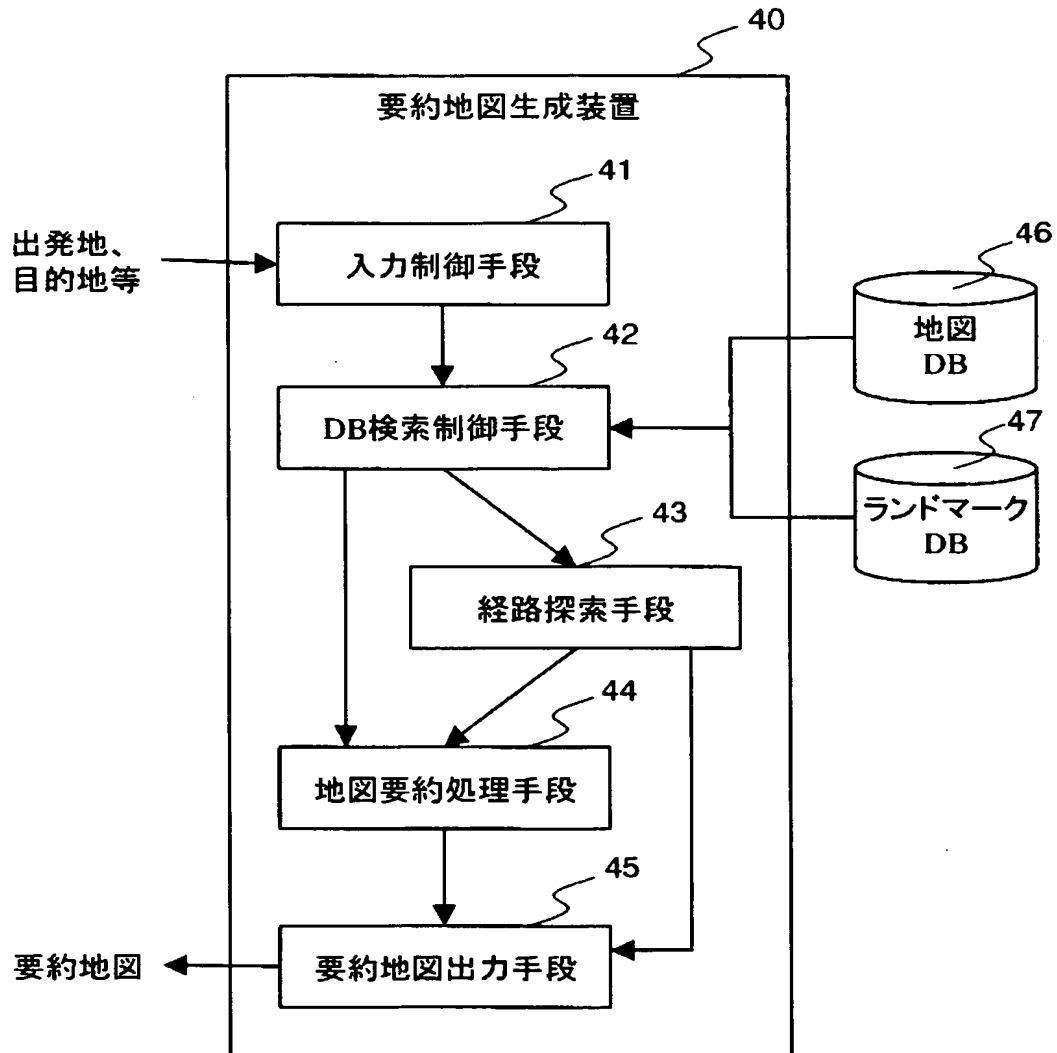 40
要約地図生成装置
41
出発地、
目的地等
入力制御手段
46
地図
DB
42
DB検索制御手段
47
ランドマーク
DB
43
経路探索手段
44
地図要約処理手段
45
要約地図出力手段
要約地図